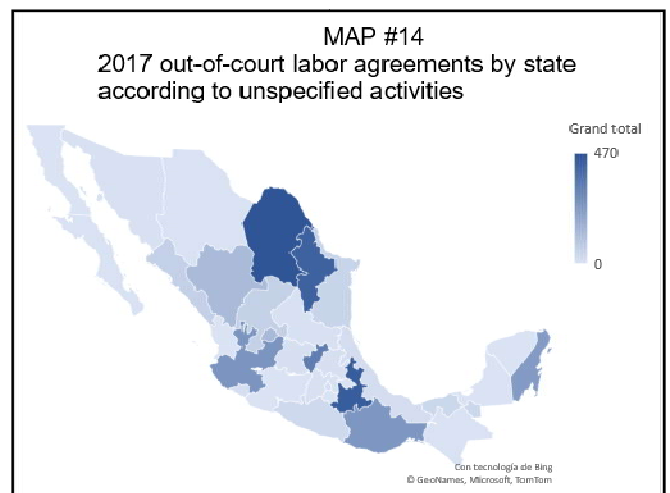 MAP #14
2017 out-of-court labor agreements by state
according to unspecified activities
Grand total
470
0
Con tecnología de Bing
© GeoNames, Microsoft, TomTom